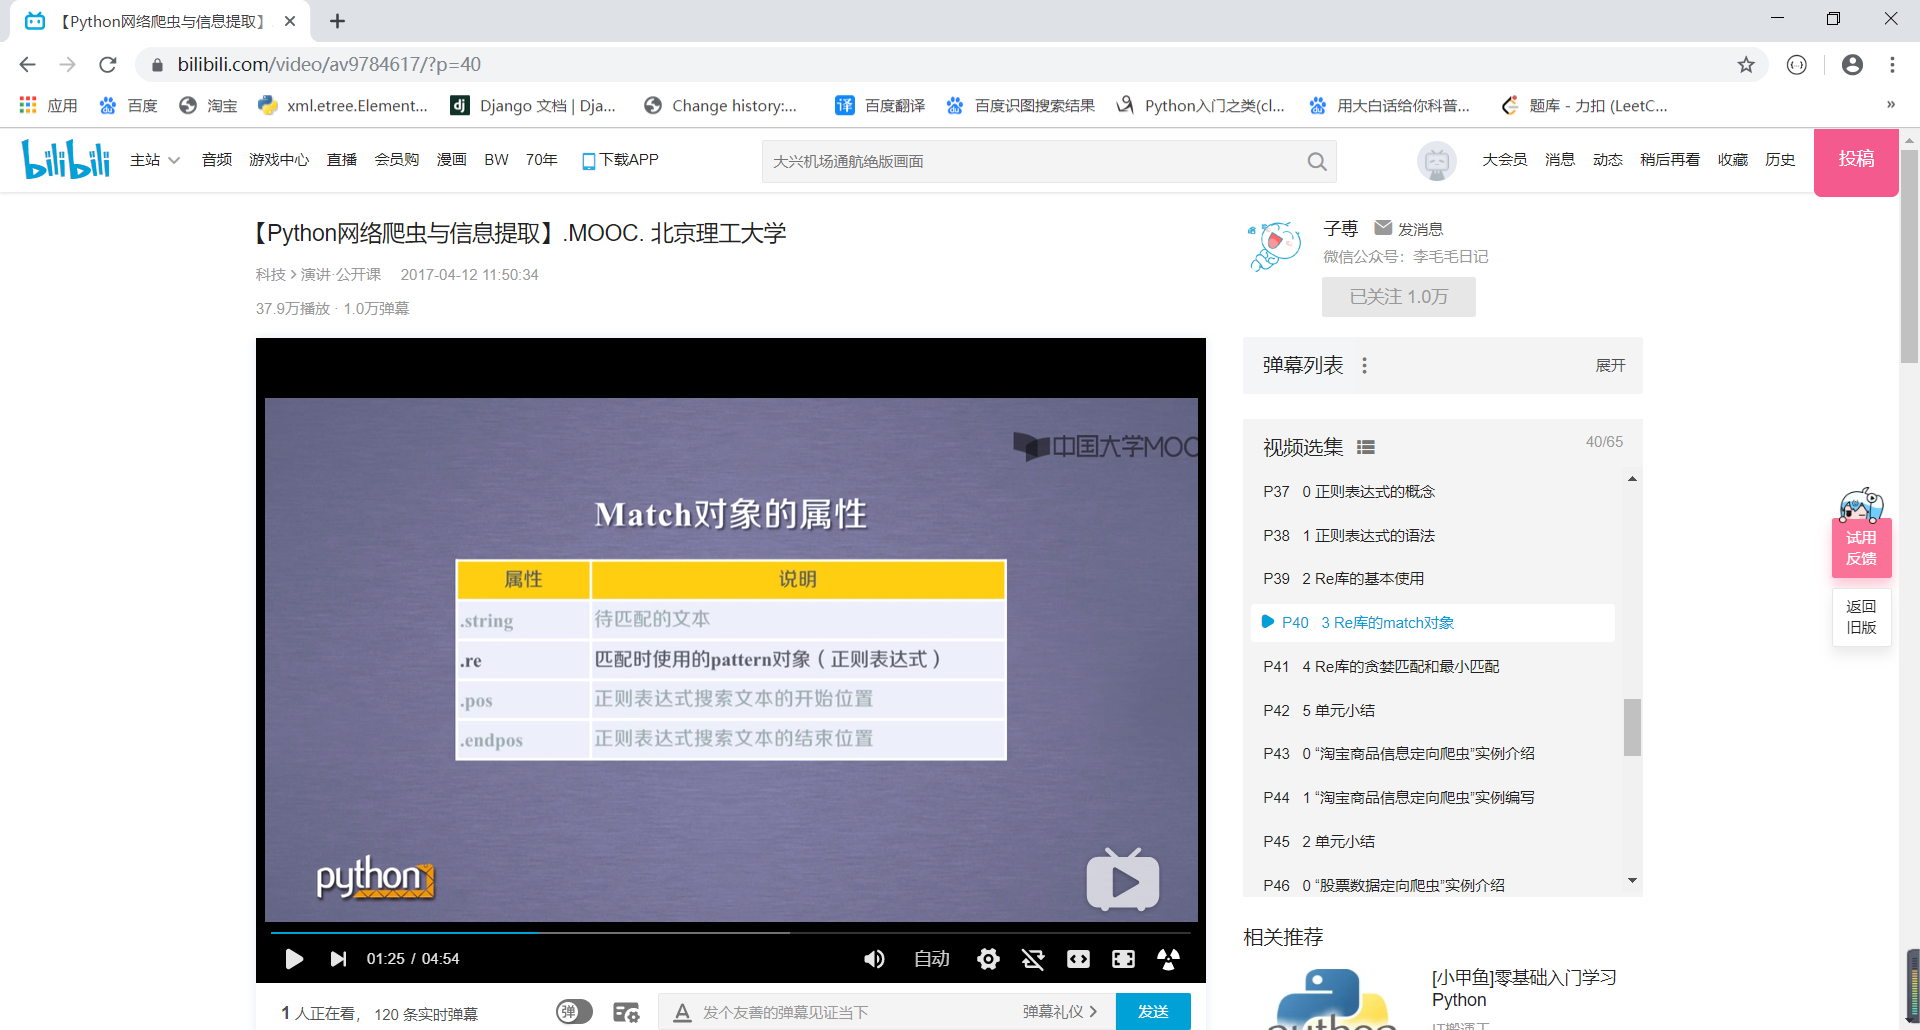 【Python网络爬虫与信息提取】
bilibili.com/video/av9784617/?p=40
应用 百度 淘宝 xml.etree.Element... Django 文档 | Dja... Change history:... 百度翻译 百度识图搜索结果 Python入门之类(cl... 用大白话给你科普... 题库 - 力扣 (LeetC... »
bilibili 主站 音频 游戏中心 直播 会员购 漫画 BW 70年 下载APP 大兴机场通航绝版画面 大会员 消息 动态 稍后再看 收藏 历史 投稿
【Python网络爬虫与信息提取】.MOOC. 北京理工大学
科技 > 演讲·公开课 2017-04-12 11:50:34
37.9万播放 · 1.0万弹幕
子尃 发消息
微信公众号：李毛毛日记
已关注 1.0万
中国大学MOOC
Match对象的属性
属性 说明
.string 待匹配的文本
.re 匹配时使用的pattern对象（正则表达式）
.pos 正则表达式搜索文本的开始位置
.endpos 正则表达式搜索文本的结束位置
python
01:25 / 04:54 自动
1 人正在看， 120 条实时弹幕 弹 发个友善的弹幕见证当下 弹幕礼仪 > 发送
弹幕列表 展开
视频选集 40/65
P37 0 正则表达式的概念
P38 1 正则表达式的语法
P39 2 Re库的基本使用
P40 3 Re库的match对象
P41 4 Re库的贪婪匹配和最小匹配
P42 5 单元小结
P43 0 “淘宝商品信息定向爬虫”实例介绍
P44 1 “淘宝商品信息定向爬虫”实例编写
P45 2 单元小结
P46 0 “股票数据定向爬虫”实例介绍
试用
反馈
返回
旧版
相关推荐
[小甲鱼]零基础入门学习
Python
python